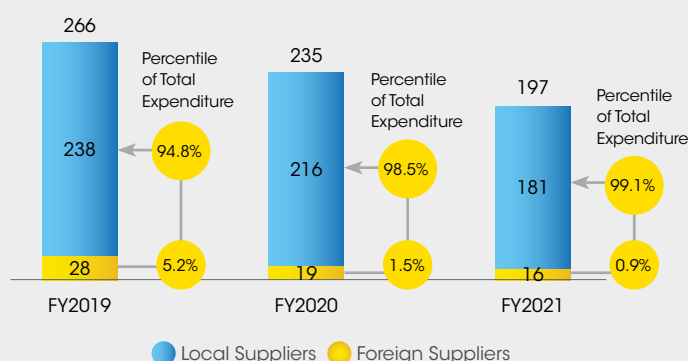 266
Percentile
of Total
Expenditure
238
94.8%
28
5.2%
FY2019
235
Percentile
of Total
Expenditure
216
98.5%
19
1.5%
FY2020
197
Percentile
of Total
Expenditure
181
99.1%
16
0.9%
FY2021
Local Suppliers
Foreign Suppliers